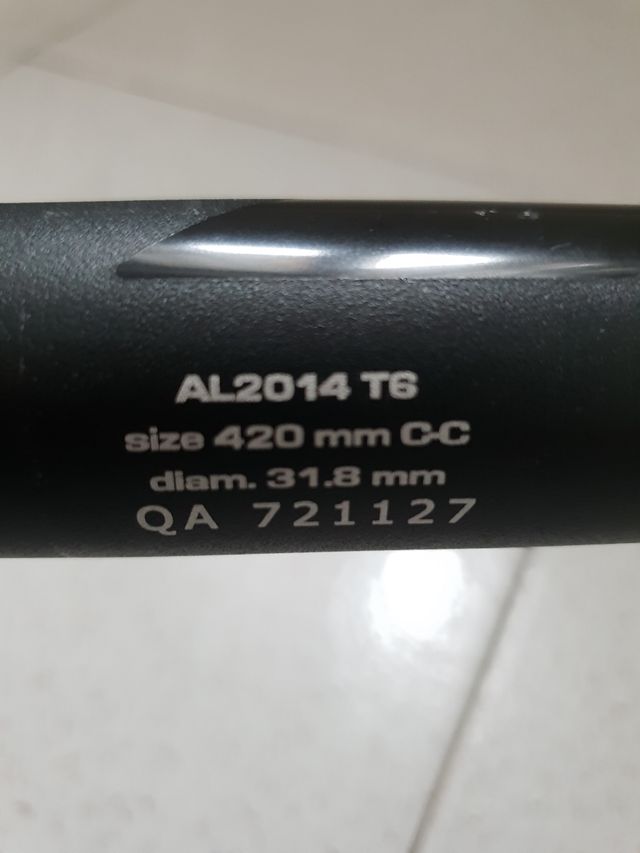 AL2014 T6
size 420 mm C-C
diam. 31.8 mm
QA 721127